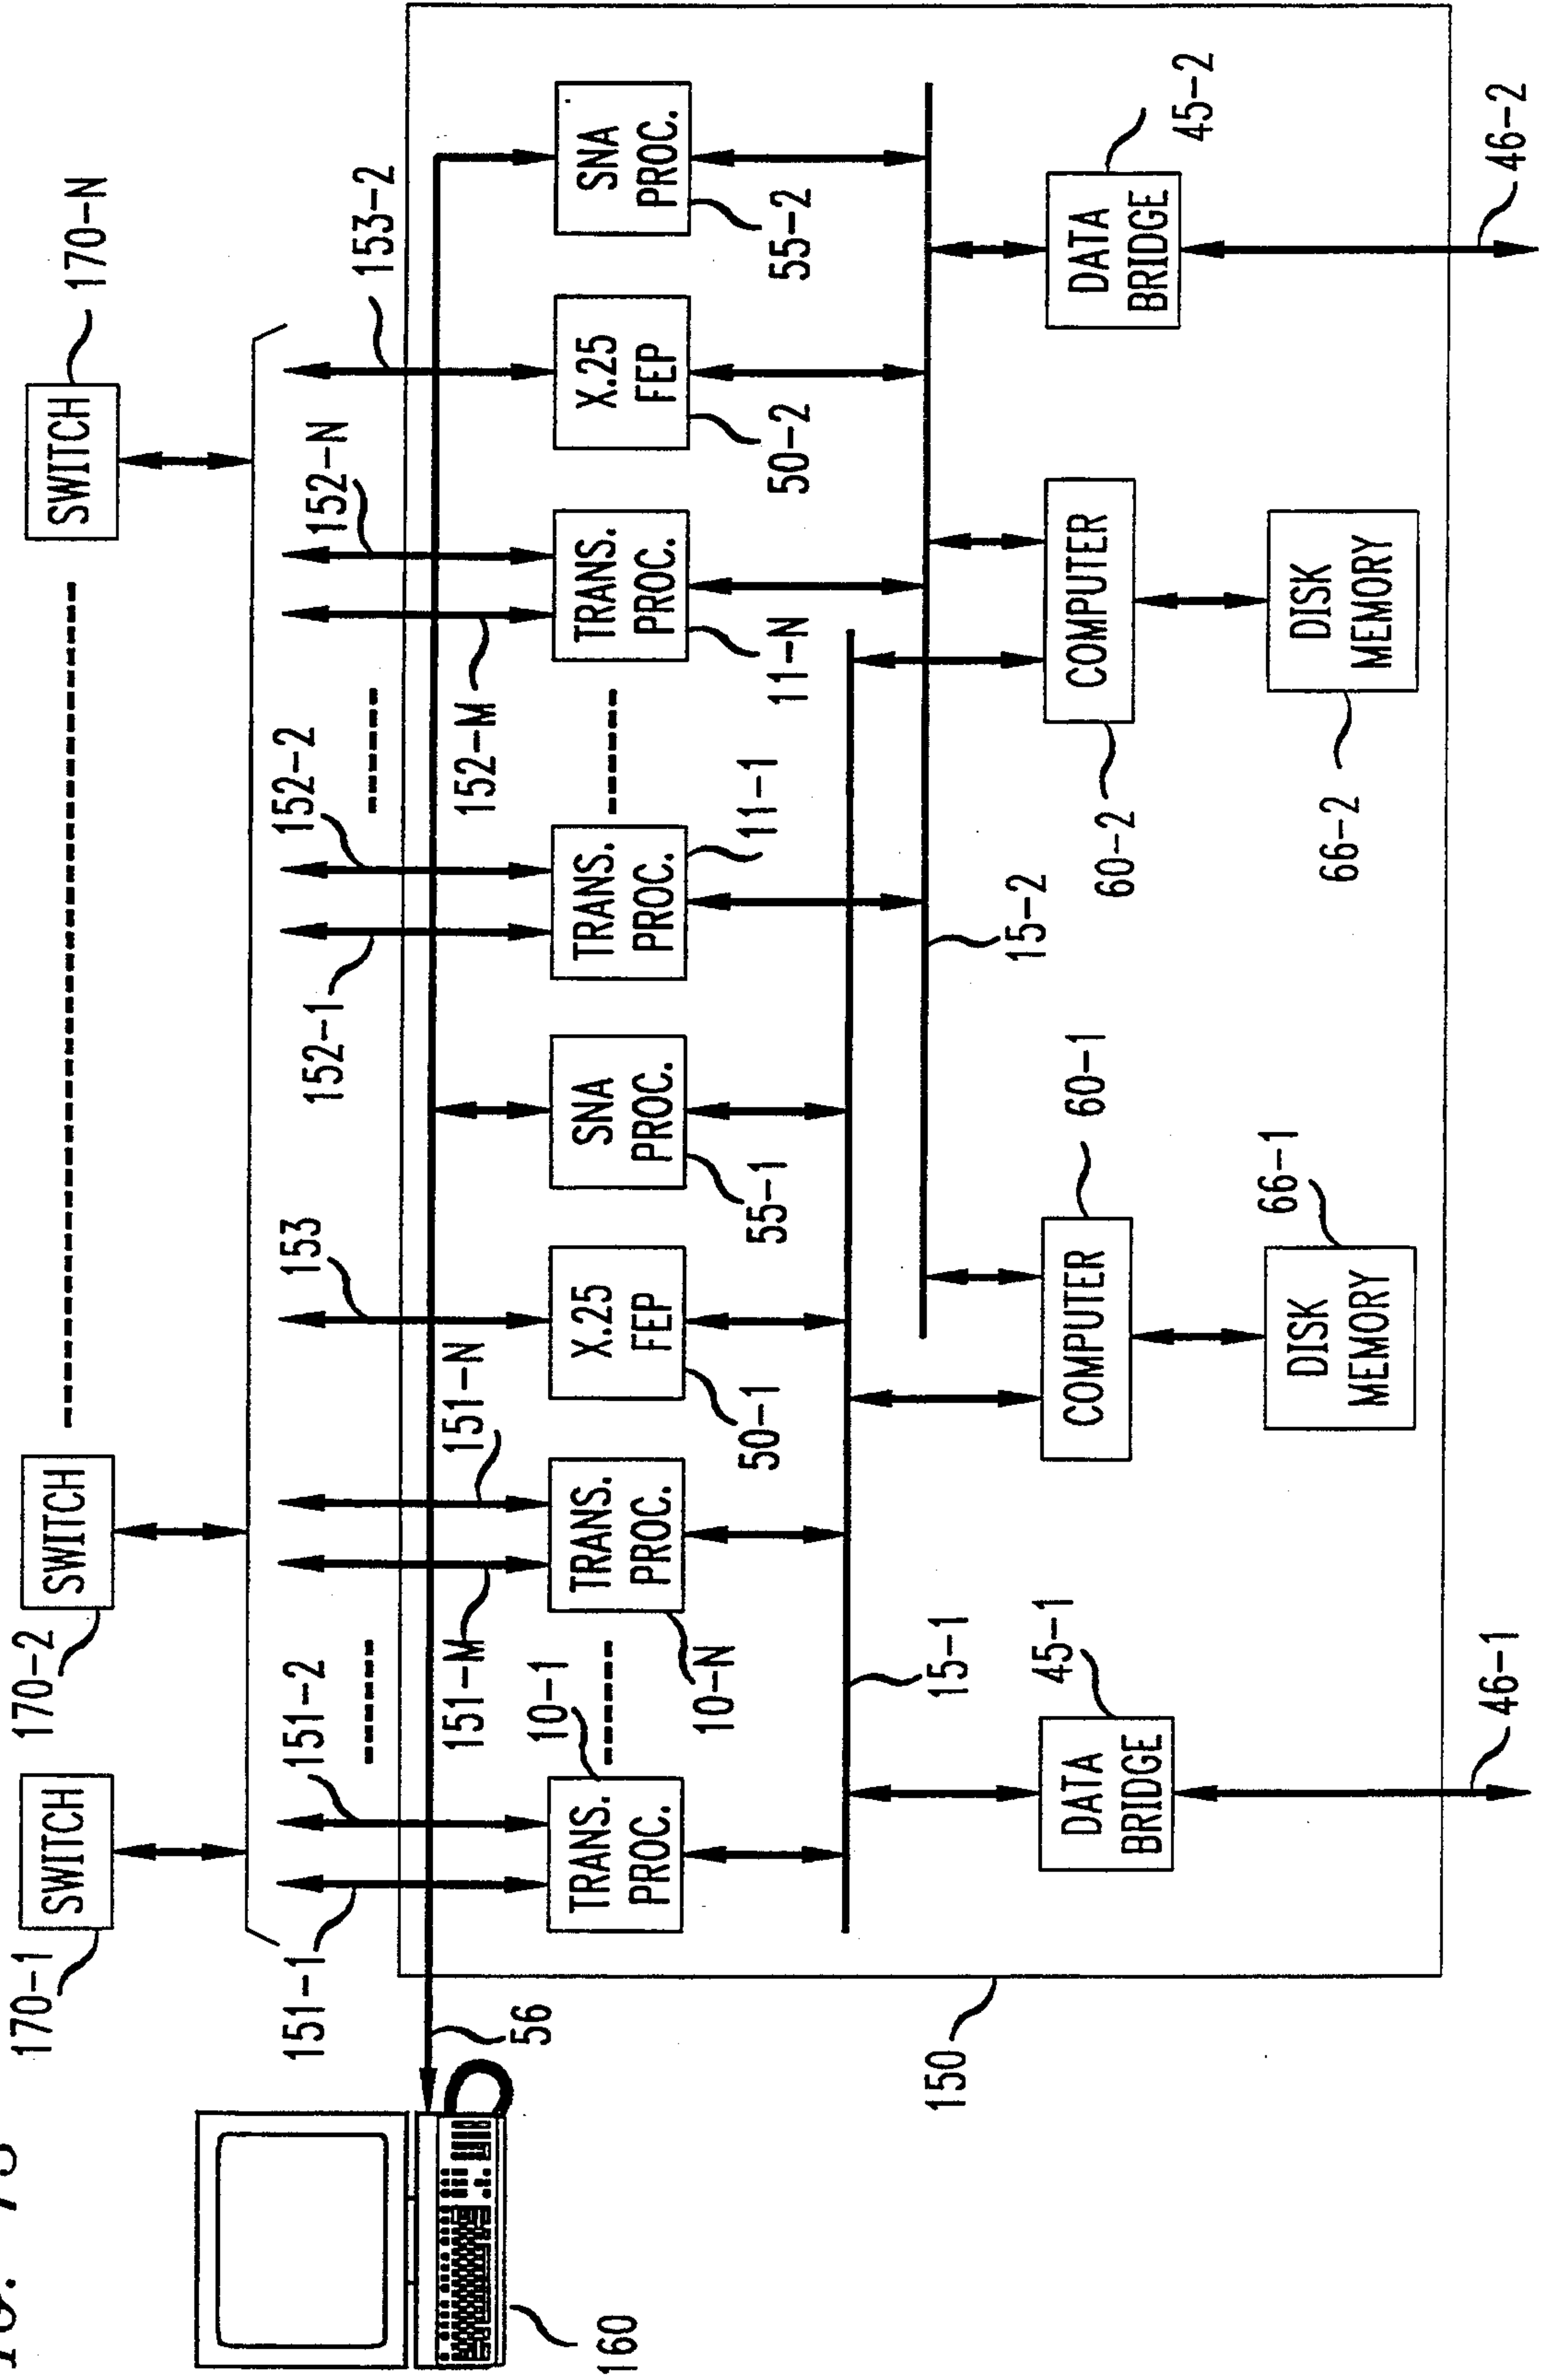 170-1
SWITCH
170-2
SWITCH
SWITCH
170-N
151-1
151-2
151-M
151-N
153
152-1
152-2
152-M
152-N
153-2
56
160
10-1
TRANS.
PROC.
10-N
TRANS.
PROC.
50-1
X.25
FEP
55-1
SNA
PROC.
11-1
TRANS.
PROC.
11-N
TRANS.
PROC.
50-2
X.25
FEP
55-2
SNA
PROC.
15-1
15-2
150
45-1
DATA
BRIDGE
46-1
60-1
COMPUTER
66-1
DISK
MEMORY
60-2
COMPUTER
66-2
DISK
MEMORY
45-2
DATA
BRIDGE
46-2